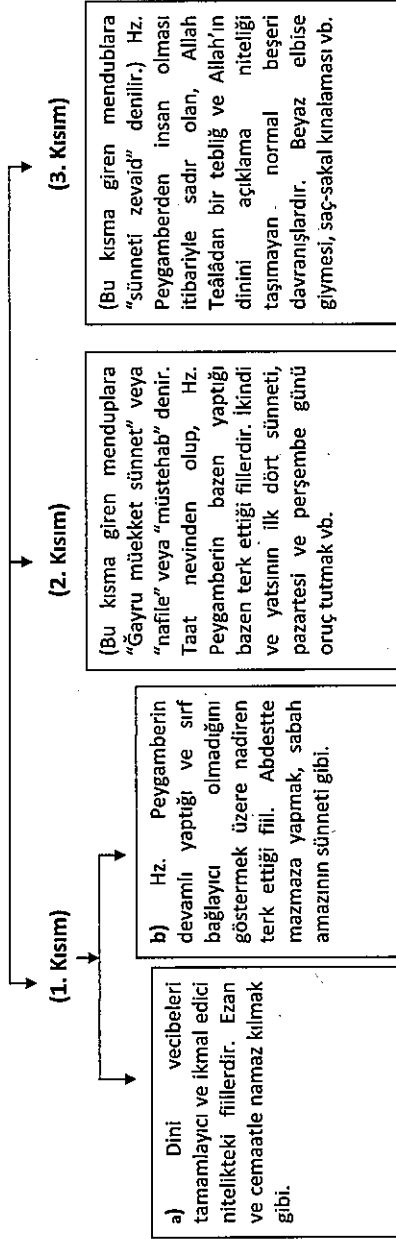 (1. Kısım)
a) Dini vecibeleri
tamamlayıcı ve ikmal edici
nitelikteki fiillerdir. Ezan
ve cemaatle namaz kılmak
gibi.
b) Hz. Peygamberin
devamlı yaptığı ve sırf
bağlayıcı olmadığını
göstermek üzere nadiren
terk ettiği fiil. Abdestte
mazmaza yapmak, sabah
amazının sünneti gibi.
(2. Kısım)
(Bu kısma giren menduplara
"Ğayru müekket sünnet" veya
"nafile" veya "müstehab" denir.
Taat nevinden olup, Hz.
Peygamberin bazen yaptığı
bazen terk ettiği fillerdir. İkindi
ve yatsının ilk dört sünneti,
pazartesi ve perşembe günü
oruç tutmak vb.
(3. Kısım)
(Bu kısma giren mendublara
"sünneti zevaid" denilir.) Hz.
Peygamberden insan olması
itibariyle sadır olan, Allah
Teâlâdan bir tebliğ ve Allah'ın
dinini açıklama niteliği
taşımayan normal beşeri
davranışlardır. Beyaz elbise
giymesi, saç-sakal kınalaması vb.